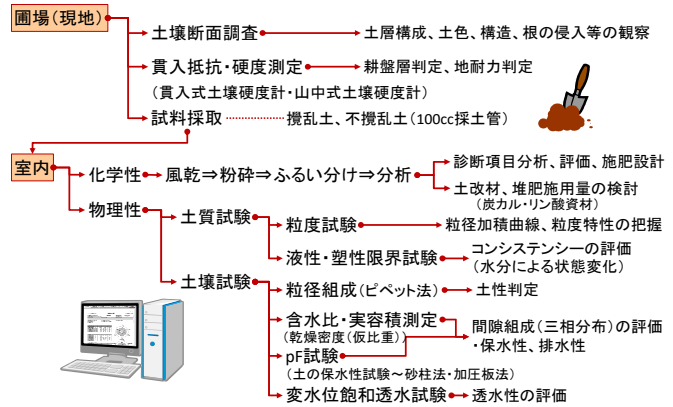 圃場（現地）
土壌断面調査
土層構成、土色、構造、根の侵入等の観察
貫入抵抗・硬度測定
耕盤層判定、地耐力判定
（貫入式土壌硬度計・山中式土壌硬度計）
試料採取
攪乱土、不攪乱土（100cc採土管）
室内
化学性
風乾⇒粉砕⇒ふるい分け⇒分析
診断項目分析、評価、施肥設計
土改材、堆肥施用量の検討
（炭カル・リン酸資材）
物理性
土質試験
粒度試験
粒径加積曲線、粒度特性の把握
液性・塑性限界試験
コンシステンシーの評価
（水分による状態変化）
土壌試験
粒径組成（ピペット法）
土性判定
含水比・実容積測定
（乾燥密度（仮比重））
間隙組成（三相分布）の評価
・保水性、排水性
pF試験
（土の保水性試験～砂柱法・加圧板法）
変水位飽和透水試験
透水性の評価